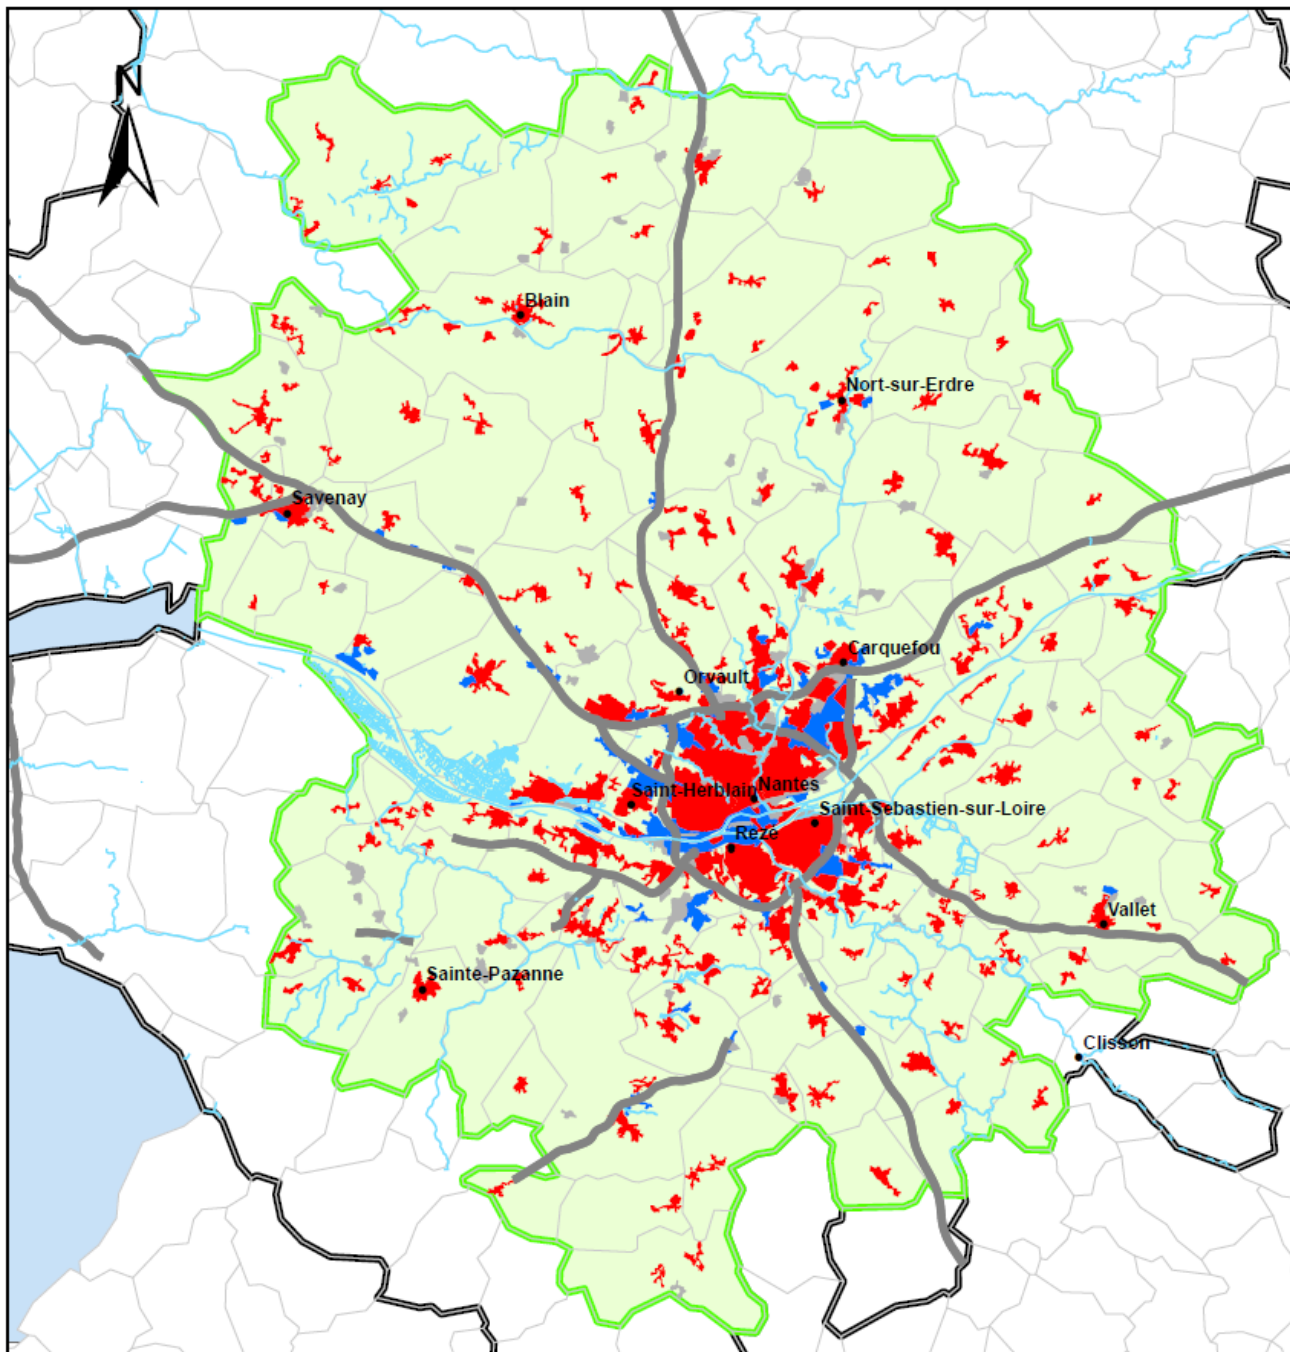 N
Blain
Nort-sur-Erdre
Savenay
Carquefou
Orvault
Nantes
Saint-Herblain
Saint-Sebastien-sur-Loire
Rezé
Vallet
Sainte-Pazanne
Clisson